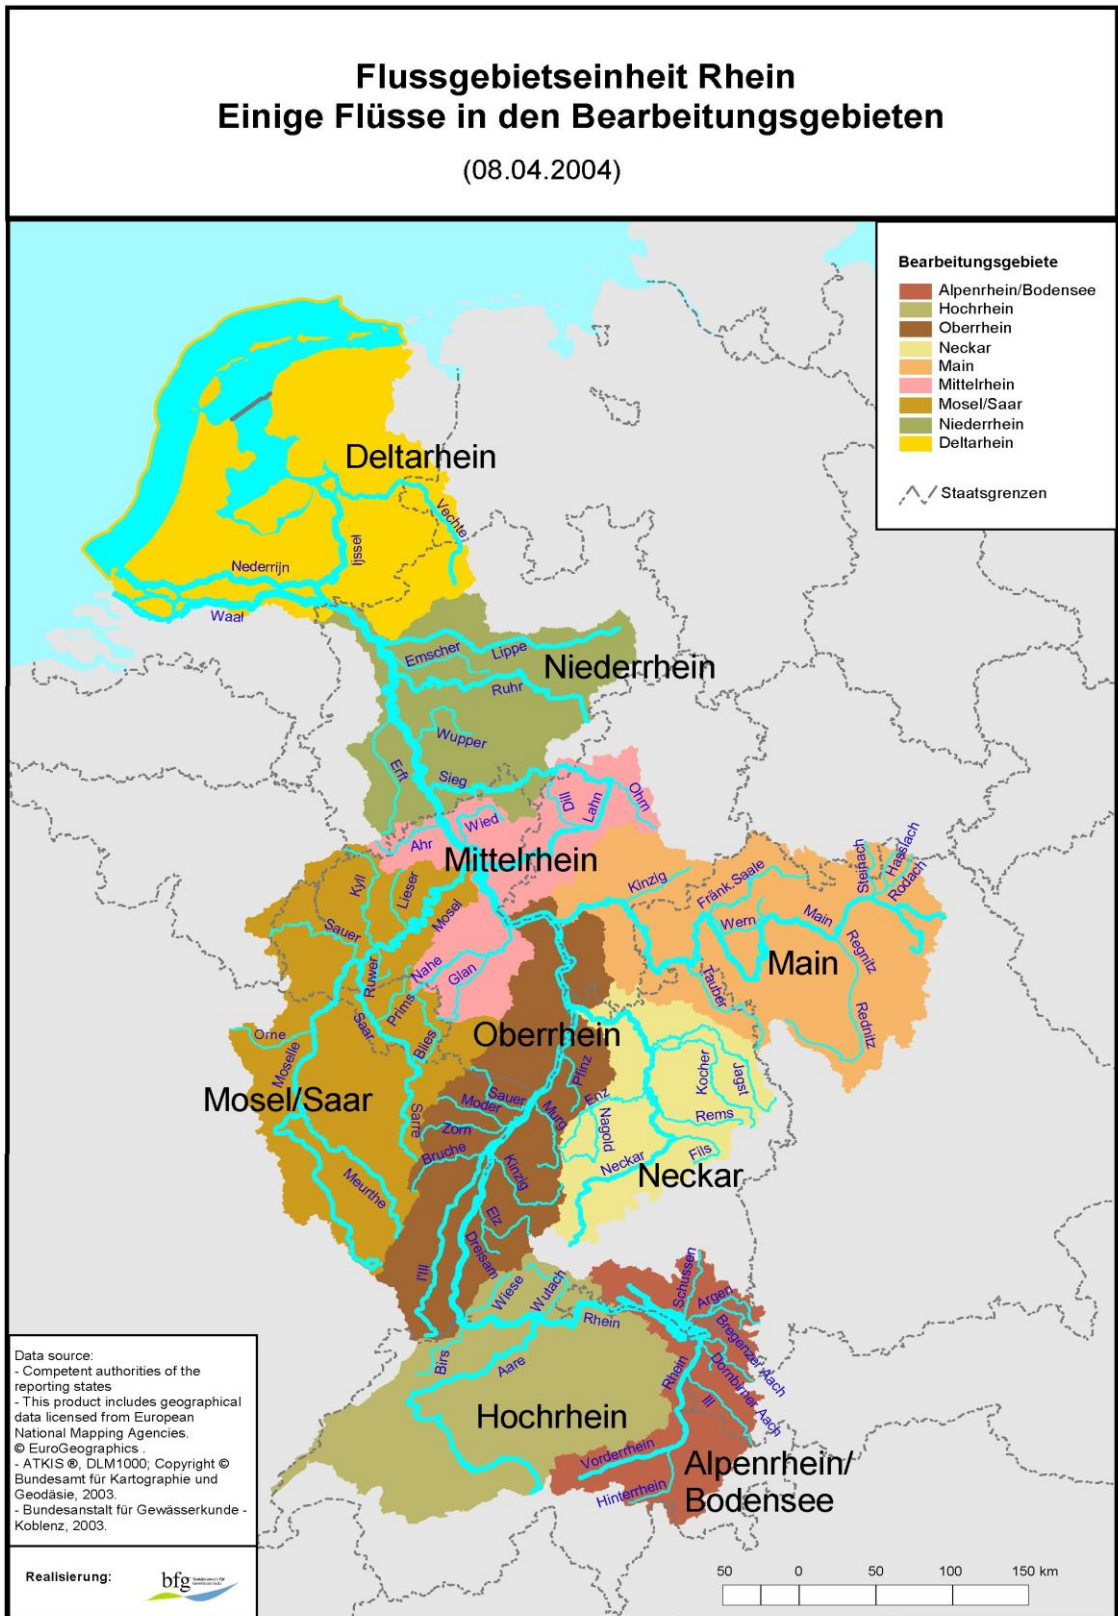 Flussgebietseinheit Rhein
Einige Flüsse in den Bearbeitungsgebieten
(08.04.2004)
Bearbeitungsgebiete
Alpenrhein/Bodensee
Hochrhein
Oberrhein
Neckar
Main
Mittelrhein
Mosel/Saar
Niederrhein
Deltarhein
Staatsgrenzen
Deltarhein
Vechte
Ijssel
Nederrijn
Waal
Emscher
Lippe
Niederrhein
Ruhr
Wupper
Erft
Sieg
Dill
Lahn
Ohm
Wied
Ahr
Mittelrhein
Kyll
Lieser
Mosel
Sauer
Ruwer
Nahe
Glan
Prims
Saar
Blies
Orne
Moselle
Mosel/Saar
Sarre
Meurthe
Kinzig
Fränk.Saale
Wern
Main
Steinach
Hasslach
Rodach
Regnitz
Main
Tauber
Rednitz
Oberrhein
Pfinz
Sauer
Moder
Murg
Zorn
Bruche
Kinzig
Elz
Dreisam
Ill.l
Enz
Nagold
Kocher
Jagst
Rems
Fils
Neckar
Neckar
Wiese
Wutach
Rhein
Birs
Aare
Hochrhein
Schussen
Argen
Bregenzer Aach
Dornbirner Aach
Rhein
Ill
Vorderrhein
Hinterrhein
Alpenrhein/
Bodensee
Data source:
- Competent authorities of the
reporting states
- This product includes geographical
data licensed from European
National Mapping Agencies.
© EuroGeographics .
- ATKIS ®, DLM1000; Copyright ©
Bundesamt für Kartographie und
Geodäsie, 2003.
- Bundesanstalt für Gewässerkunde -
Koblenz, 2003.
Realisierung:
bfg
50 0 50 100 150 km